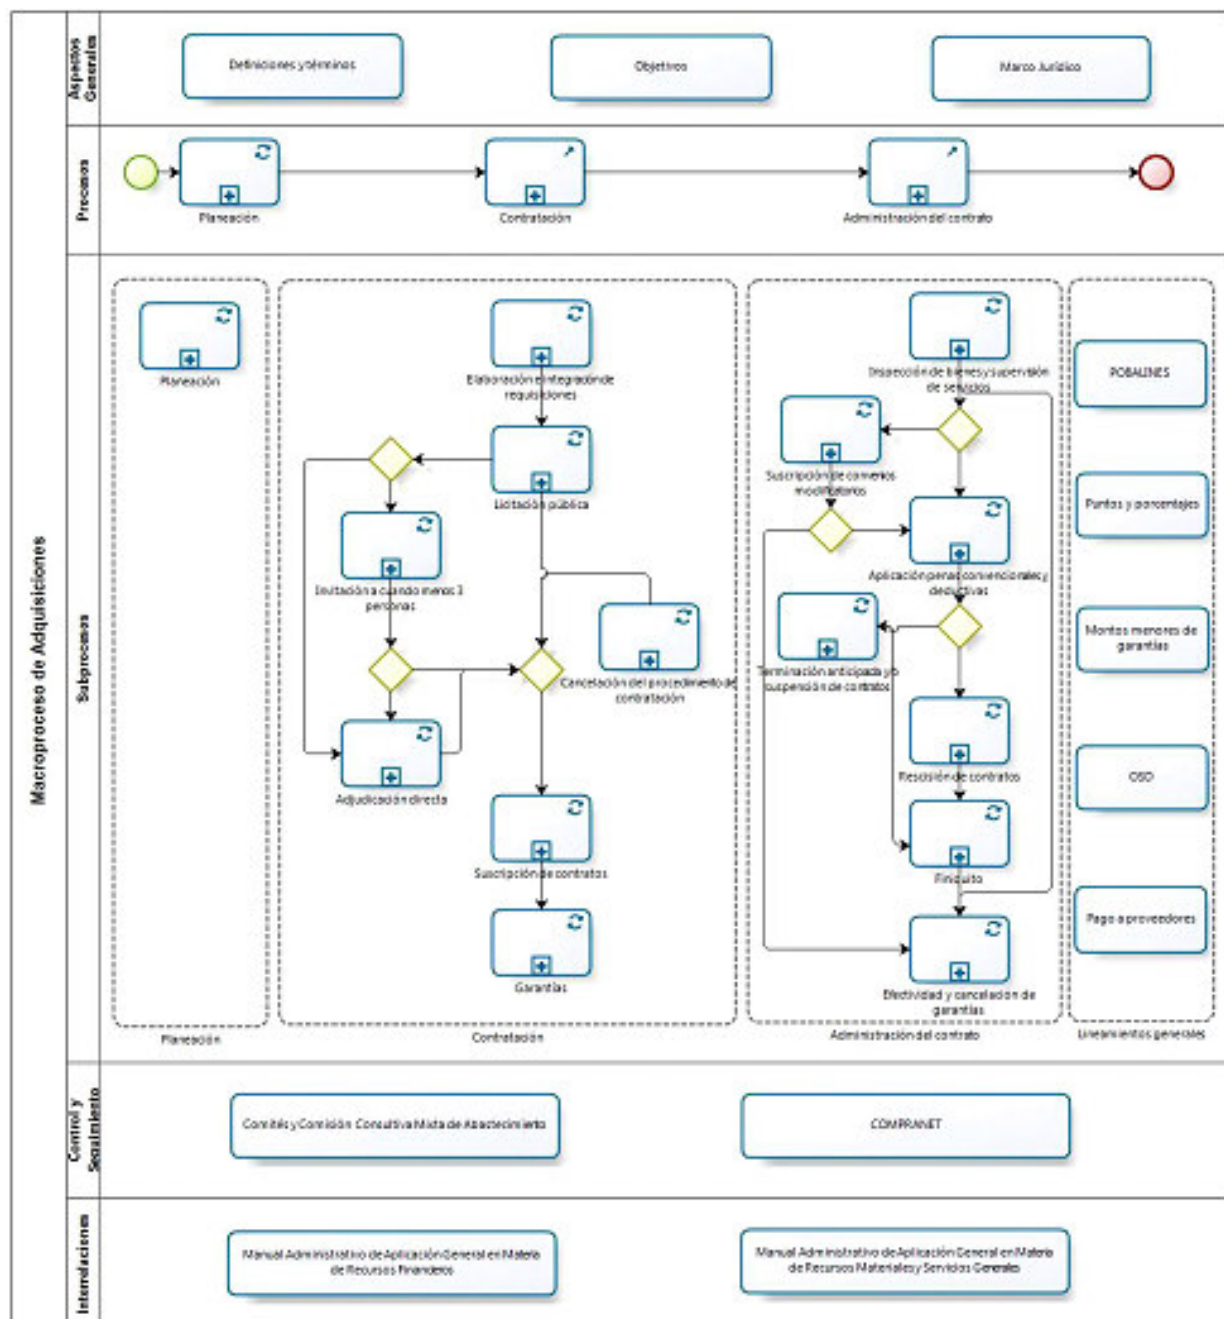 Macroproceso de Adquisiciones
Aspectos
Generales
Definiciones y términos
Objetivos
Marco Jurídico
Procesos
Planeación
Contratación
Administración del contrato
Subprocesos
Planeación
Planeación
Elaboración e integración de
requisiciones
Licitación pública
Invitación a cuando menos 3
personas
Cancelación del procedimiento de
contratación
Adjudicación directa
Suscripción de contratos
Garantías
Contratación
Inspección de bienes y supervisión
de servicios
Suscripción de convenios
modificatorios
Aplicación penas convencionales y
deductivas
Terminación anticipada y/o
suspención de contratos
Rescisión de contratos
Finiquito
Efectividad y cancelación de
garantías
Administración del contrato
POBALINES
Puntos y porcentajes
Montos menores de
garantías
OSD
Pago a proveedores
Lineamientos generales
Control y
Seguimiento
Comités y Comisión Consultiva Mixta de Abastecimiento
COMPRANET
Interrelaciones
Manual Administrativo de Aplicación General en Materia
de Recursos Financieros
Manual Administrativo de Aplicación General en Materia
de Recursos Materiales y Servicios Generales